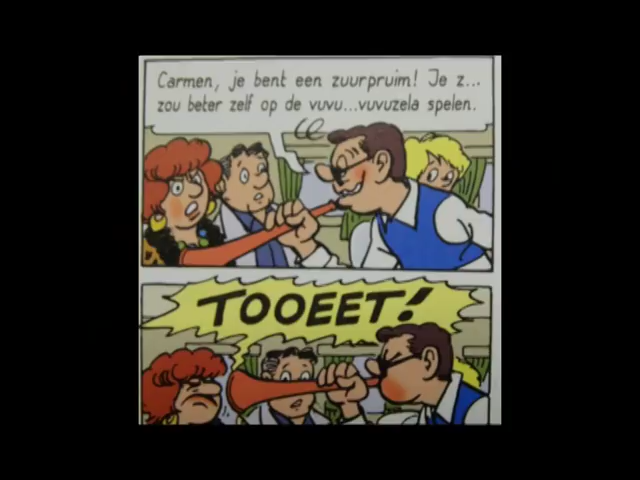 Carmen, je bent een zuurpruim! Je z...
zou beter zelf op de vuvu...vuvuzela spelen.
TOOEET!